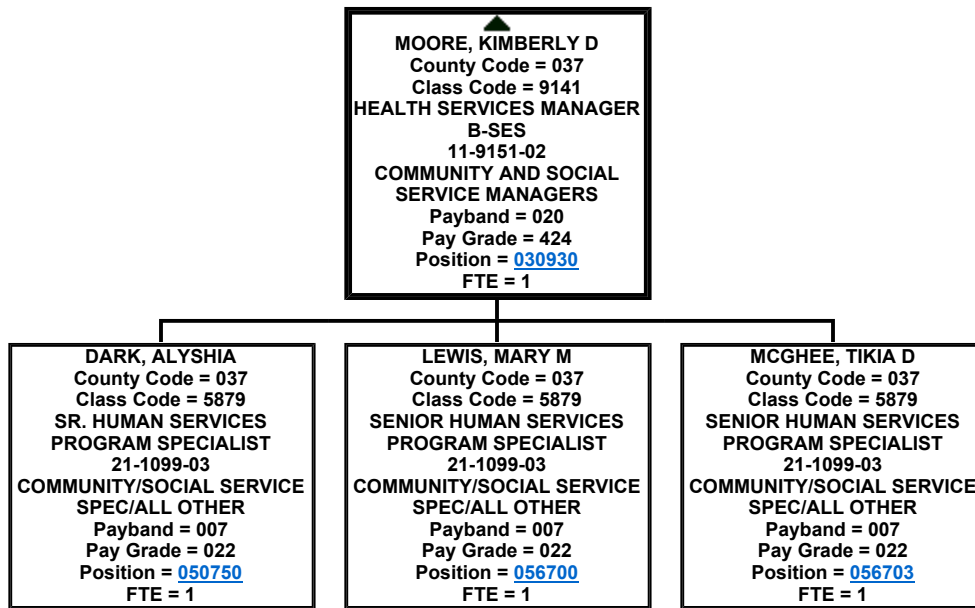 MOORE, KIMBERLY D
County Code = 037
Class Code = 9141
HEALTH SERVICES MANAGER
B-SES
11-9151-02
COMMUNITY AND SOCIAL
SERVICE MANAGERS
Payband = 020
Pay Grade = 424
Position = 030930
FTE = 1
DARK, ALYSHIA
County Code = 037
Class Code = 5879
SR. HUMAN SERVICES
PROGRAM SPECIALIST
21-1099-03
COMMUNITY/SOCIAL SERVICE
SPEC/ALL OTHER
Payband = 007
Pay Grade = 022
Position = 050750
FTE = 1
LEWIS, MARY M
County Code = 037
Class Code = 5879
SENIOR HUMAN SERVICES
PROGRAM SPECIALIST
21-1099-03
COMMUNITY/SOCIAL SERVICE
SPEC/ALL OTHER
Payband = 007
Pay Grade = 022
Position = 056700
FTE = 1
MCGHEE, TIKIA D
County Code = 037
Class Code = 5879
SENIOR HUMAN SERVICES
PROGRAM SPECIALIST
21-1099-03
COMMUNITY/SOCIAL SERVICE
SPEC/ALL OTHER
Payband = 007
Pay Grade = 022
Position = 056703
FTE = 1